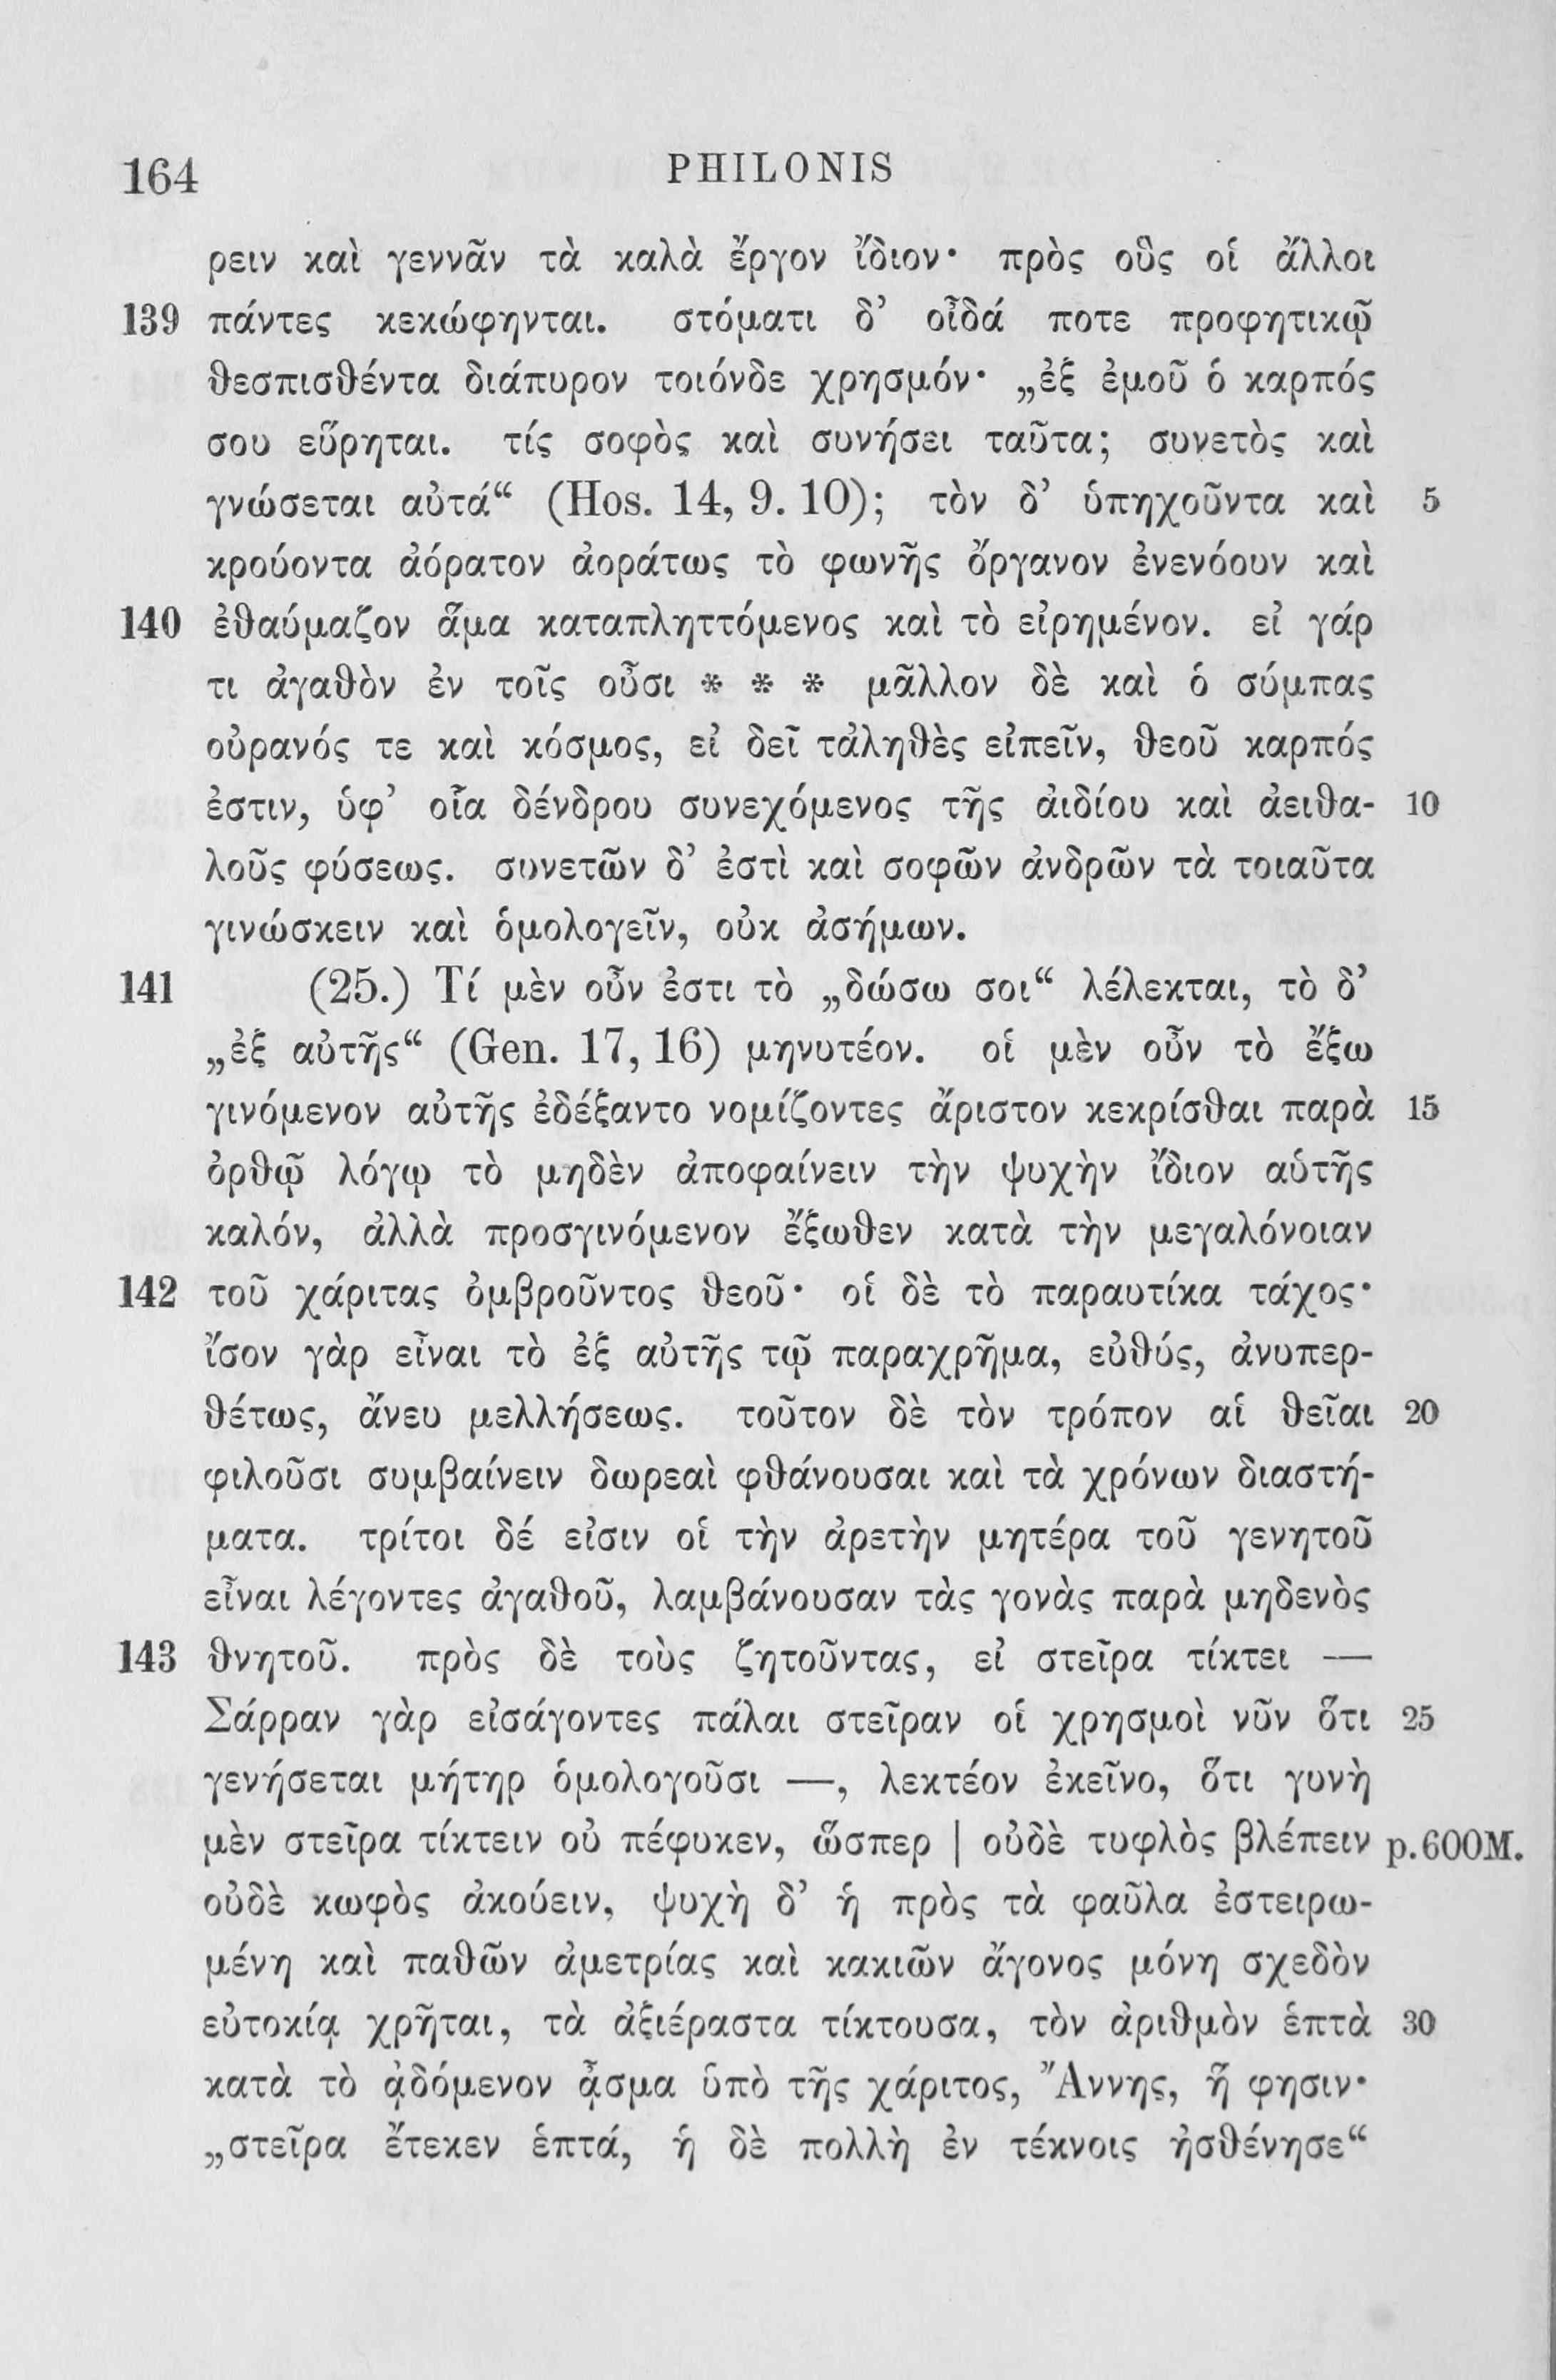 164 PHILONIS
ρειν καὶ γεννᾶν τὰ καλὰ ἔργον ἴδιον· πρὸς οὓς οἱ ἄλλοι
139 πάντες κεκώφηνται. στόματι δ’ οἶδά ποτε προφητικῷ
θεσπισθέντα διάπυρον τοιόνδε χρησμόν· „ἐξ ἐμοῦ ὁ καρπός
σου εὕρηται. τίς σοφὸς καὶ συνήσει ταῦτα; συνετὸς καὶ
γνώσεται αὐτά“ (Hos. 14, 9. 10); τὸν δ’ ὑπηχοῦντα καὶ 5
κρούοντα ἀόρατον ἀοράτως τὸ φωνῆς ὄργανον ἐνενόουν καὶ
140 ἐθαύμαζον ἅμα καταπληττόμενος καὶ τὸ εἰρημένον. εἰ γάρ
τι ἀγαθὸν ἐν τοῖς οὖσι * * * μᾶλλον δὲ καὶ ὁ σύμπας
οὐρανός τε καὶ κόσμος, εἰ δεῖ τἀληθὲς εἰπεῖν, θεοῦ καρπός
ἐστιν, ὑφ’ οἷα δένδρου συνεχόμενος τῆς ἀιδίου καὶ ἀειθα- 10
λοῦς φύσεως. συνετῶν δ’ ἐστὶ καὶ σοφῶν ἀνδρῶν τὰ τοιαῦτα
γινώσκειν καὶ ὁμολογεῖν, οὐκ ἀσήμων.
141 (25.) Τί μὲν οὖν ἐστι τὸ „δώσω σοι“ λέλεκται, τὸ δ’
„ἐξ αὐτῆς“ (Gen. 17, 16) μηνυτέον. οἱ μὲν οὖν τὸ ἔξω
γινόμενον αὐτῆς ἐδέξαντο νομίζοντες ἄριστον κεκρίσθαι παρὰ 15
ὀρθῷ λόγῳ τὸ μηδὲν ἀποφαίνειν τὴν ψυχὴν ἴδιον αὑτῆς
καλόν, ἀλλὰ προσγινόμενον ἔξωθεν κατὰ τὴν μεγαλόνοιαν
142 τοῦ χάριτας ὀμβροῦντος θεοῦ· οἱ δὲ τὸ παραυτίκα τάχος·
ἴσον γὰρ εἶναι τὸ ἐξ αὐτῆς τῷ παραχρῆμα, εὐθύς, ἀνυπερ-
θέτως, ἄνευ μελλήσεως. τοῦτον δὲ τὸν τρόπον αἱ θεῖαι 20
φιλοῦσι συμβαίνειν δωρεαὶ φθάνουσαι καὶ τὰ χρόνων διαστή-
ματα. τρίτοι δέ εἰσιν οἱ τὴν ἀρετὴν μητέρα τοῦ γενητοῦ
εἶναι λέγοντες ἀγαθοῦ, λαμβάνουσαν τὰς γονὰς παρὰ μηδενὸς
143 θνητοῦ. πρὸς δὲ τοὺς ζητοῦντας, εἰ στεῖρα τίκτει —
Σάρραν γὰρ εἰσάγοντες πάλαι στεῖραν οἱ χρησμοὶ νῦν ὅτι 25
γενήσεται μήτηρ ὁμολογοῦσι —, λεκτέον ἐκεῖνο, ὅτι γυνὴ
μὲν στεῖρα τίκτειν οὐ πέφυκεν, ὥσπερ | οὐδὲ τυφλὸς βλέπειν p.600M.
οὐδὲ κωφὸς ἀκούειν, ψυχὴ δ’ ἡ πρὸς τὰ φαῦλα ἐστειρω-
μένη καὶ παθῶν ἀμετρίας καὶ κακιῶν ἄγονος μόνη σχεδὸν
εὐτοκίᾳ χρῆται, τὰ ἀξιέραστα τίκτουσα, τὸν ἀριθμὸν ἑπτὰ 30
κατὰ τὸ ᾀδόμενον ᾆσμα ὑπὸ τῆς χάριτος, Ἄννης, ἥ φησιν·
„στεῖρα ἔτεκεν ἑπτά, ἡ δὲ πολλὴ ἐν τέκνοις ἠσθένησε“